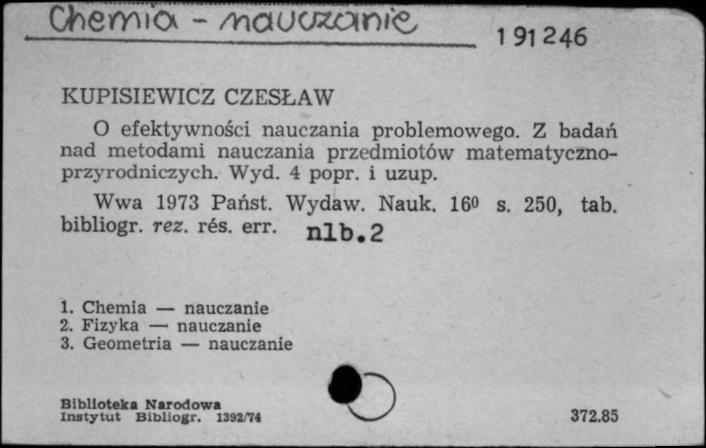 Chemia - nauczanie
191246
KUPISIEWICZ CZESŁAW
O efektywności nauczania problemowego. Z badań
nad metodami nauczania przedmiotów matematyczno-
przyrodniczych. Wyd. 4 popr. i uzup.
Wwa 1973 Państ. Wydaw. Nauk. 16⁰ s. 250, tab.
bibliogr. rez. rés. err. nlb.2
1. Chemia — nauczanie
2. Fizyka — nauczanie
3. Geometria — nauczanie
Biblioteka Narodowa
Instytut Bibliogr. 1392/74
372.85